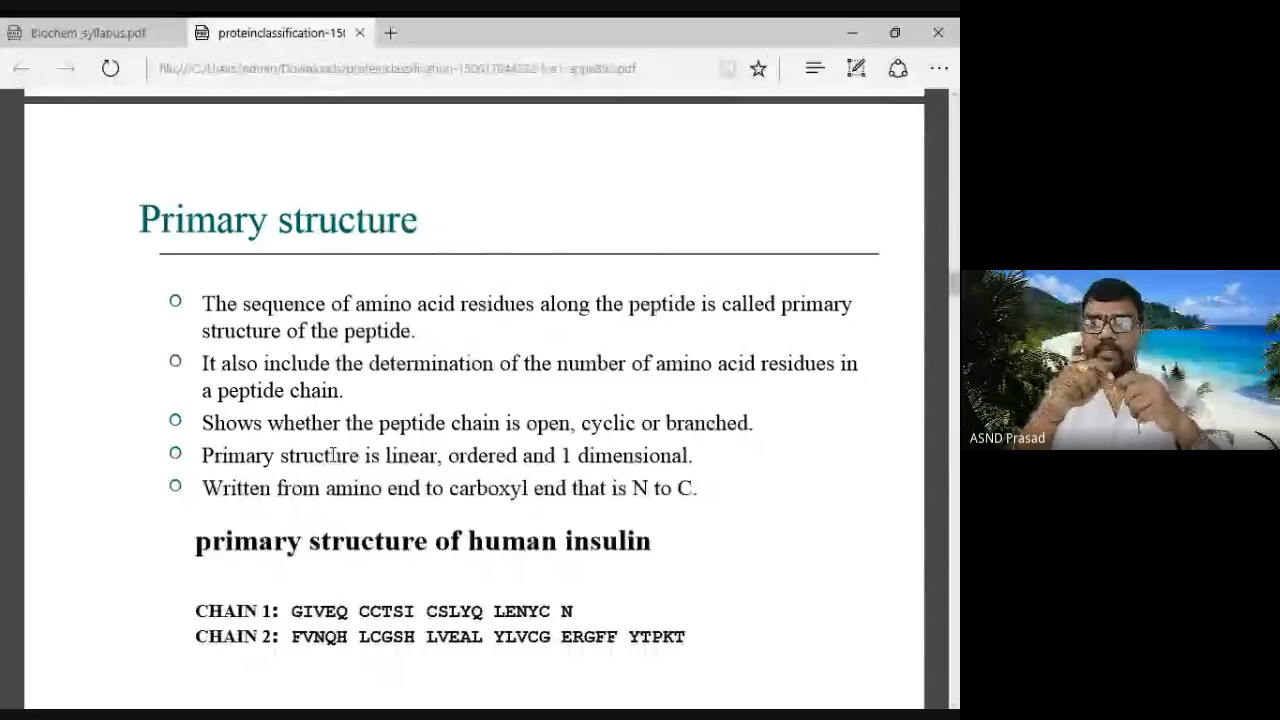 Biochem_syllabus.pdf
proteinclassification-150
Primary structure
The sequence of amino acid residues along the peptide is called primary
structure of the peptide.
It also include the determination of the number of amino acid residues in
a peptide chain.
Shows whether the peptide chain is open, cyclic or branched.
Primary structure is linear, ordered and 1 dimensional.
Written from amino end to carboxyl end that is N to C.
primary structure of human insulin
CHAIN 1: GIVEQ CCTSI CSLYQ LENYC N
CHAIN 2: FVNQH LCGSH LVEAL YLVCG ERGFF YTPKT
ASND Prasad